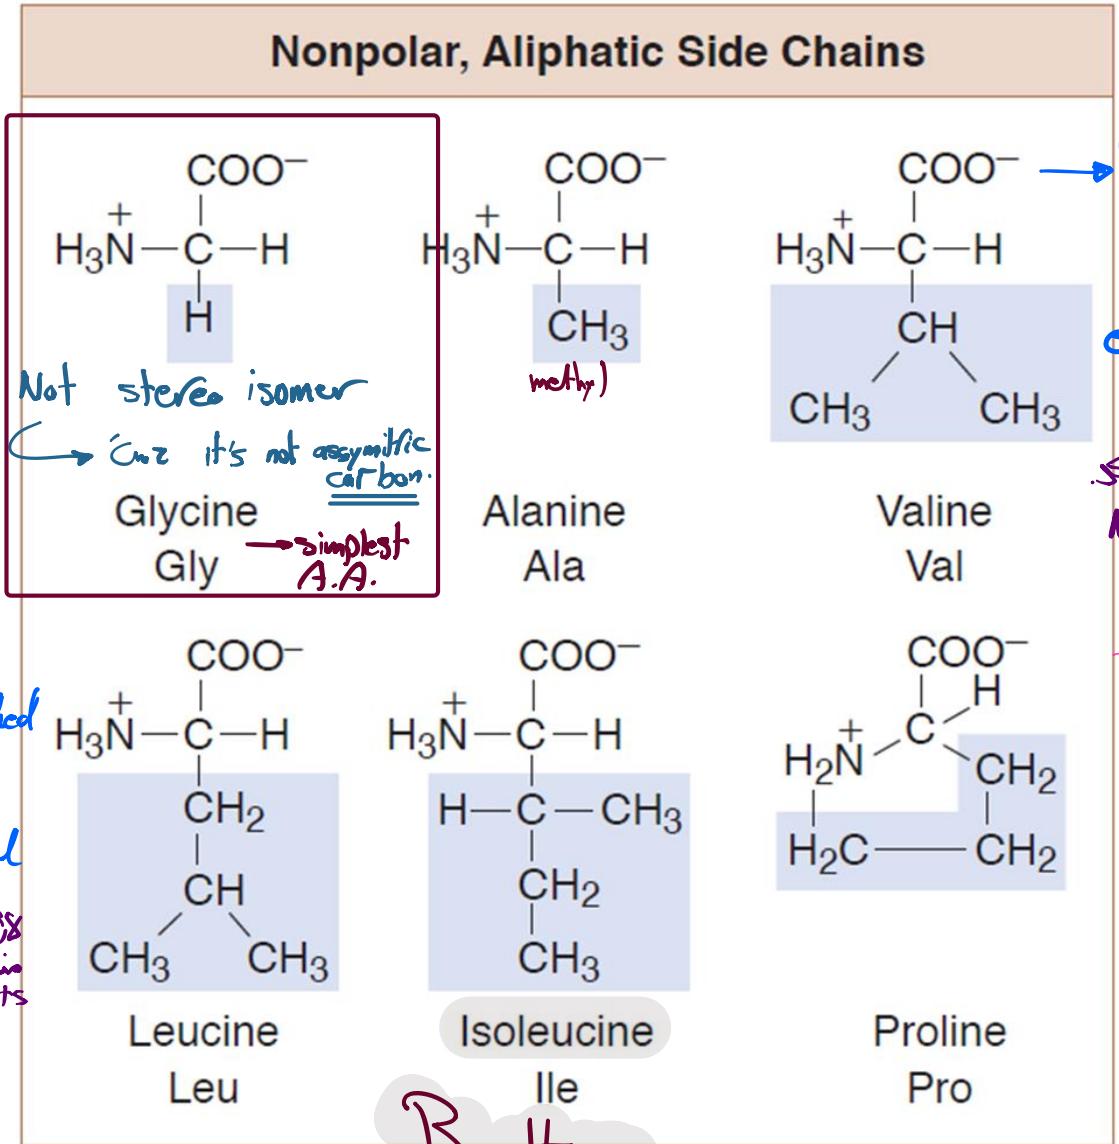 Nonpolar, Aliphatic Side Chains
COO⁻
H₃N⁺—C—H
H
COO⁻
H₃N⁺—C—H
CH₃
methyl
COO⁻
H₃N⁺—C—H
CH
CH₃ CH₃
Not stereo isomer
Cuz it's not assymitric
carbon.
Glycine
Gly
simplest
A.A.
Alanine
Ala
Valine
Val
COO⁻
H₃N⁺—C—H
CH₂
CH
CH₃ CH₃
Leucine
Leu
COO⁻
H₃N⁺—C—H
H—C—CH₃
CH₂
CH₃
Isoleucine
Ile
COO⁻
H
C
H₂N⁺
CH₂
H₂C—CH₂
Proline
Pro